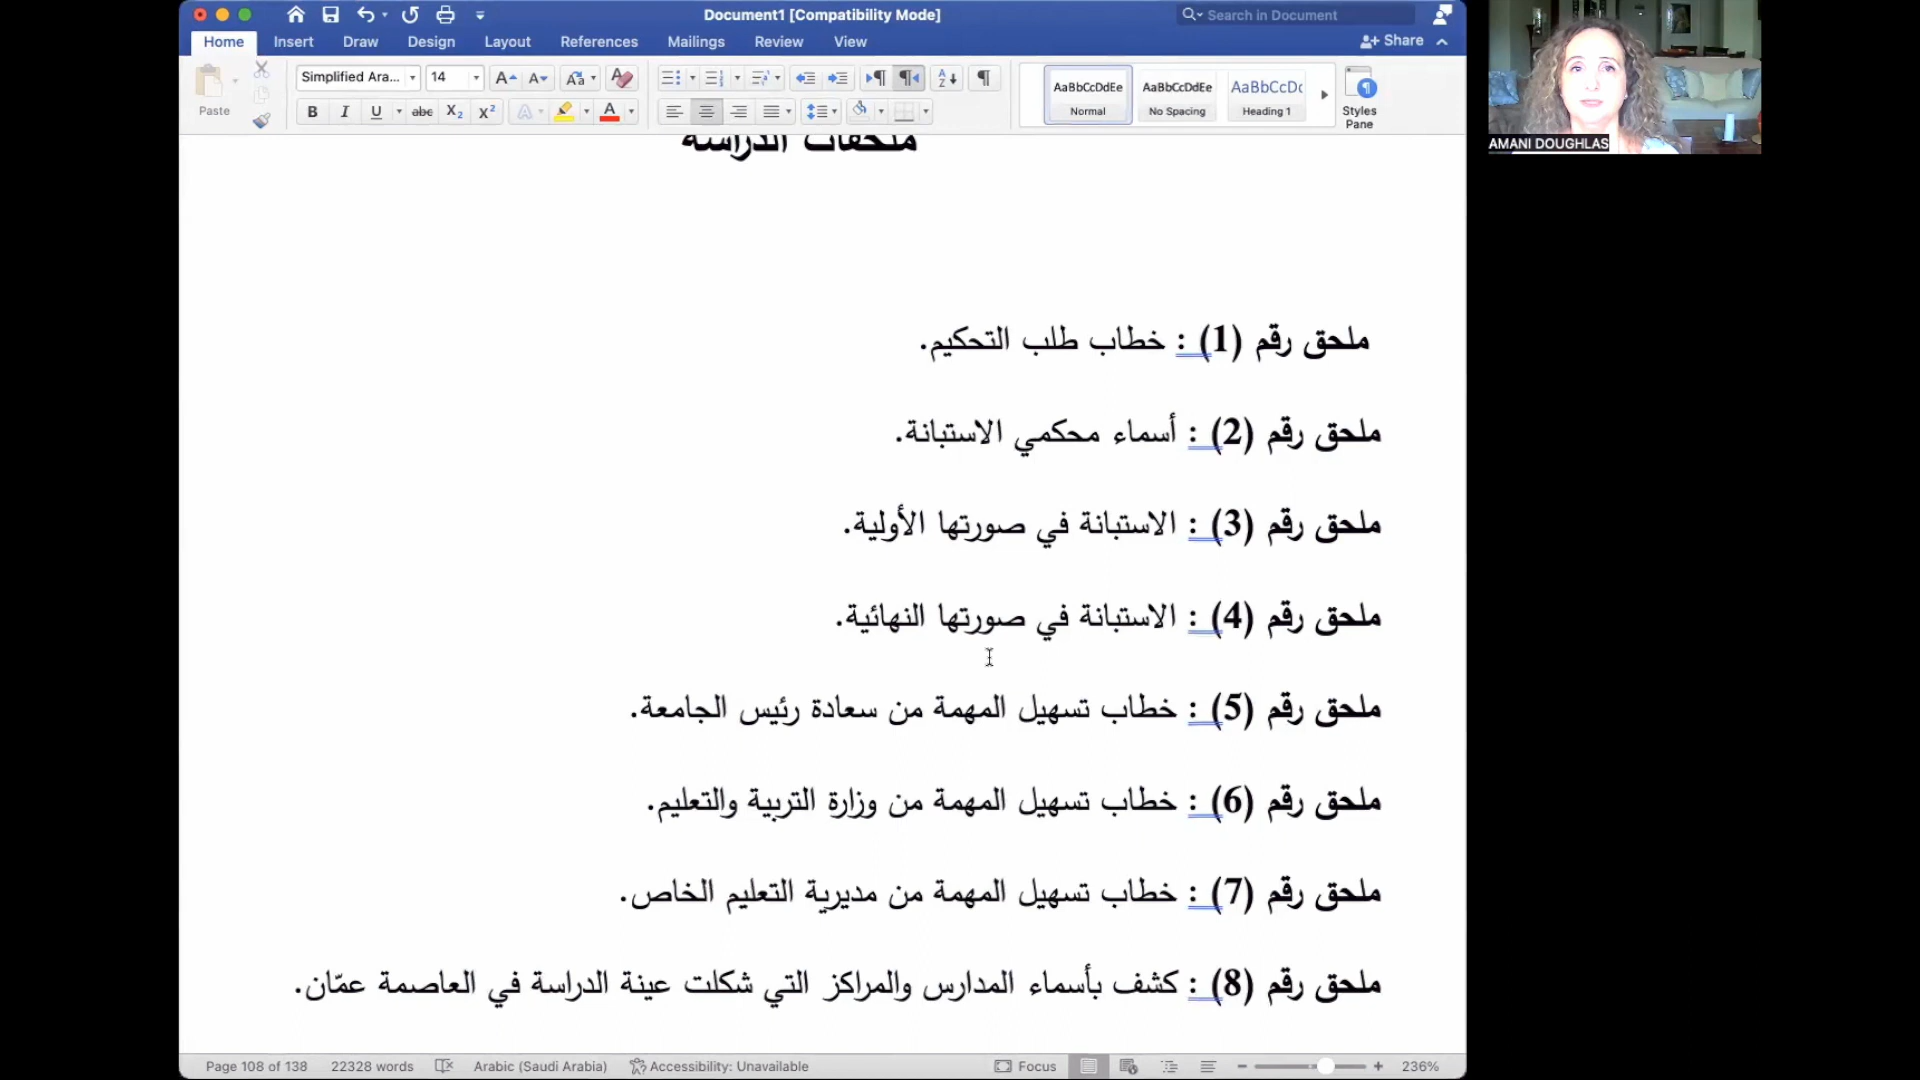 Document1 [Compatibility Mode]
Search in Document
Home Insert Draw Design Layout References Mailings Review View
Share
Paste
Simplified Ara... 14
AaBbCcDdEe Normal
AaBbCcDdEe No Spacing
AaBbCcDc Heading 1
Styles Pane
AMANI DOUGHLAS
ملحقات الدراسة
ملحق رقم (1) : خطاب طلب التحكيم.
ملحق رقم (2) : أسماء محكمي الاستبانة.
ملحق رقم (3) : الاستبانة في صورتها الأولية.
ملحق رقم (4) : الاستبانة في صورتها النهائية.
ملحق رقم (5) : خطاب تسهيل المهمة من سعادة رئيس الجامعة.
ملحق رقم (6) : خطاب تسهيل المهمة من وزارة التربية والتعليم.
ملحق رقم (7) : خطاب تسهيل المهمة من مديرية التعليم الخاص.
ملحق رقم (8) : كشف بأسماء المدارس والمراكز التي شكلت عينة الدراسة في العاصمة عمّان.
Page 108 of 138 22328 words Arabic (Saudi Arabia) Accessibility: Unavailable Focus 236%